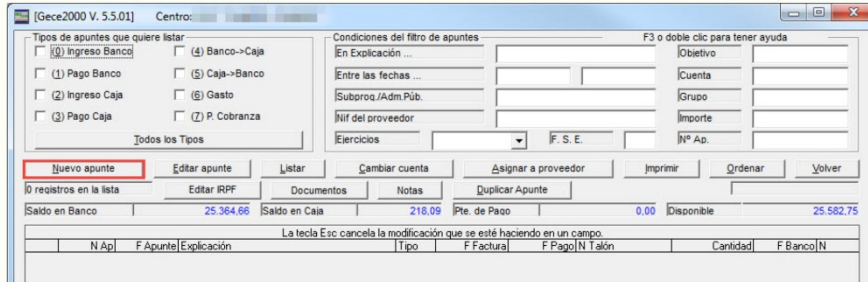 [Gece2000 V. 5.5.01] Centro:
Tipos de apuntes que quiere listar
(0) Ingreso Banco (4) Banco->Caja
(1) Pago Banco (5) Caja->Banco
(2) Ingreso Caja (6) Gasto
(3) Pago Caja (7) P. Cobranza
Todos los Tipos
Condiciones del filtro de apuntes F3 o doble clic para tener ayuda
En Explicación ... Objetivo
Entre las fechas ... Cuenta
Subprog./Adm.Púb. Grupo
Nif del proveedor Importe
Ejercicios F. S. E. Nº Ap.
Nuevo apunte Editar apunte Listar Cambiar cuenta Asignar a proveedor Imprimir Ordenar Volver
0 registros en la lista Editar IRPF Documentos Notas Duplicar Apunte
Saldo en Banco 25.364,66 Saldo en Caja 218,09 Pte. de Pago 0,00 Disponible 25.582,75
La tecla Esc cancela la modificación que se esté haciendo en un campo.
N Ap F Apunte Explicación Tipo F Factura F Pago N Talón Cantidad F Banco N